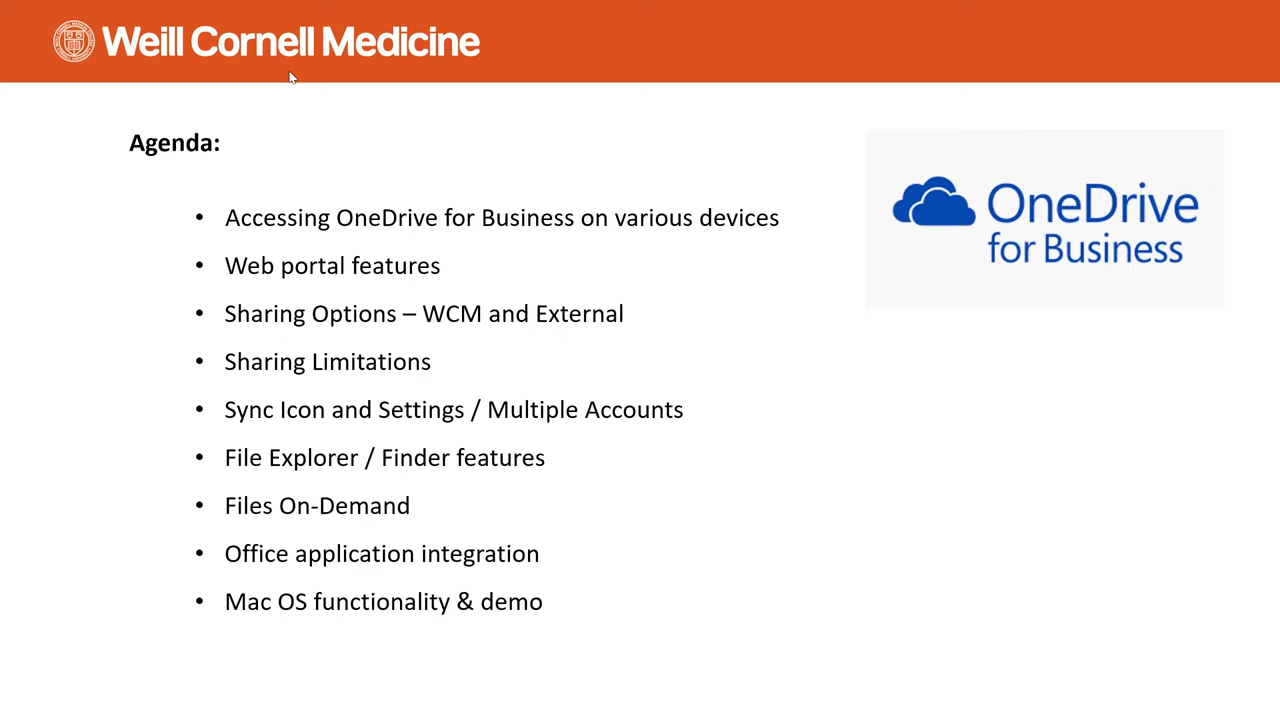 Weill Cornell Medicine
Agenda:
• Accessing OneDrive for Business on various devices
• Web portal features
• Sharing Options – WCM and External
• Sharing Limitations
• Sync Icon and Settings / Multiple Accounts
• File Explorer / Finder features
• Files On-Demand
• Office application integration
• Mac OS functionality & demo
OneDrive
for Business